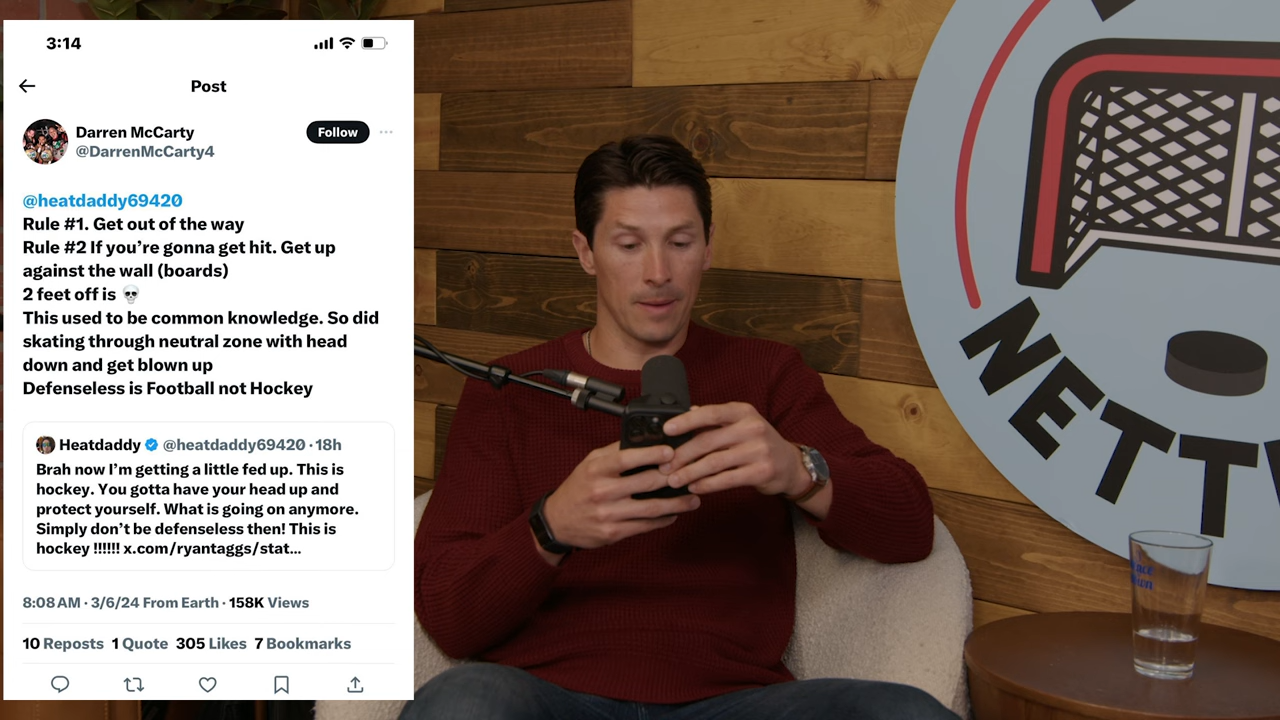 3:14
Post
Darren McCarty
@DarrenMcCarty4
Follow
@heatdaddy69420
Rule #1. Get out of the way
Rule #2 If you’re gonna get hit. Get up
against the wall (boards)
2 feet off is 💀
This used to be common knowledge. So did
skating through neutral zone with head
down and get blown up
Defenseless is Football not Hockey
Heatdaddy @heatdaddy69420 · 18h
Brah now I’m getting a little fed up. This is
hockey. You gotta have your head up and
protect yourself. What is going on anymore.
Simply don’t be defenseless then! This is
hockey !!!!!! x.com/ryantaggs/stat...
8:08 AM · 3/6/24 From Earth · 158K Views
10 Reposts 1 Quote 305 Likes 7 Bookmarks
NETT